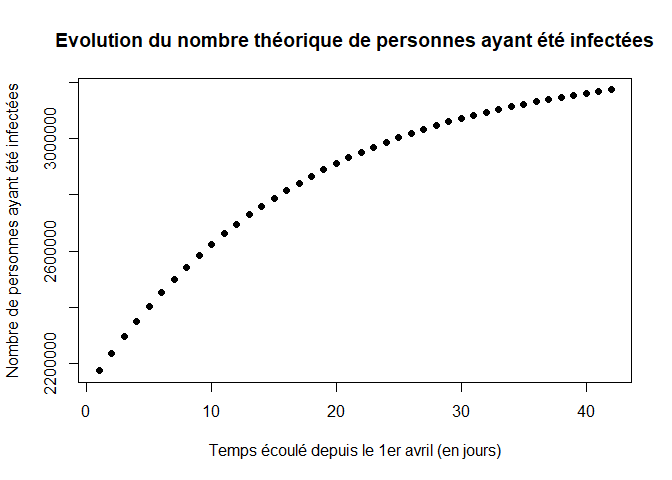 Evolution du nombre théorique de personnes ayant été infectées
Nombre de personnes ayant été infectées
3000000
2600000
2200000
0 10 20 30 40
Temps écoulé depuis le 1er avril (en jours)